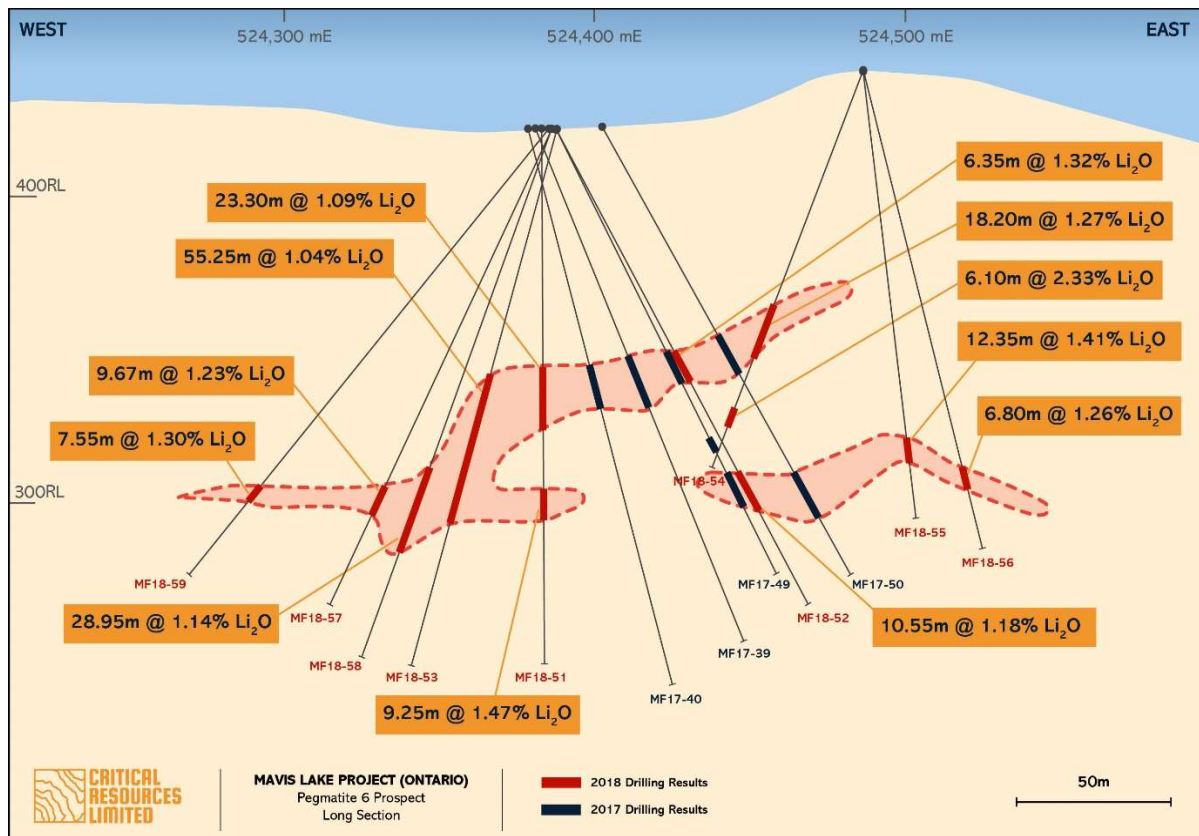 WEST
524,300 mE
524,400 mE
524,500 mE
EAST
400RL
300RL
23.30m @ 1.09% Li₂O
55.25m @ 1.04% Li₂O
9.67m @ 1.23% Li₂O
7.55m @ 1.30% Li₂O
6.35m @ 1.32% Li₂O
18.20m @ 1.27% Li₂O
6.10m @ 2.33% Li₂O
12.35m @ 1.41% Li₂O
6.80m @ 1.26% Li₂O
28.95m @ 1.14% Li₂O
9.25m @ 1.47% Li₂O
10.55m @ 1.18% Li₂O
MF18-59
MF18-57
MF18-58
MF18-53
MF18-51
MF17-40
MF17-39
MF17-49
MF18-52
MF17-50
MF18-54
MF18-55
MF18-56
CRITICAL
RESOURCES
LIMITED
MAVIS LAKE PROJECT (ONTARIO)
Pegmatite 6 Prospect
Long Section
2018 Drilling Results
2017 Drilling Results
50m